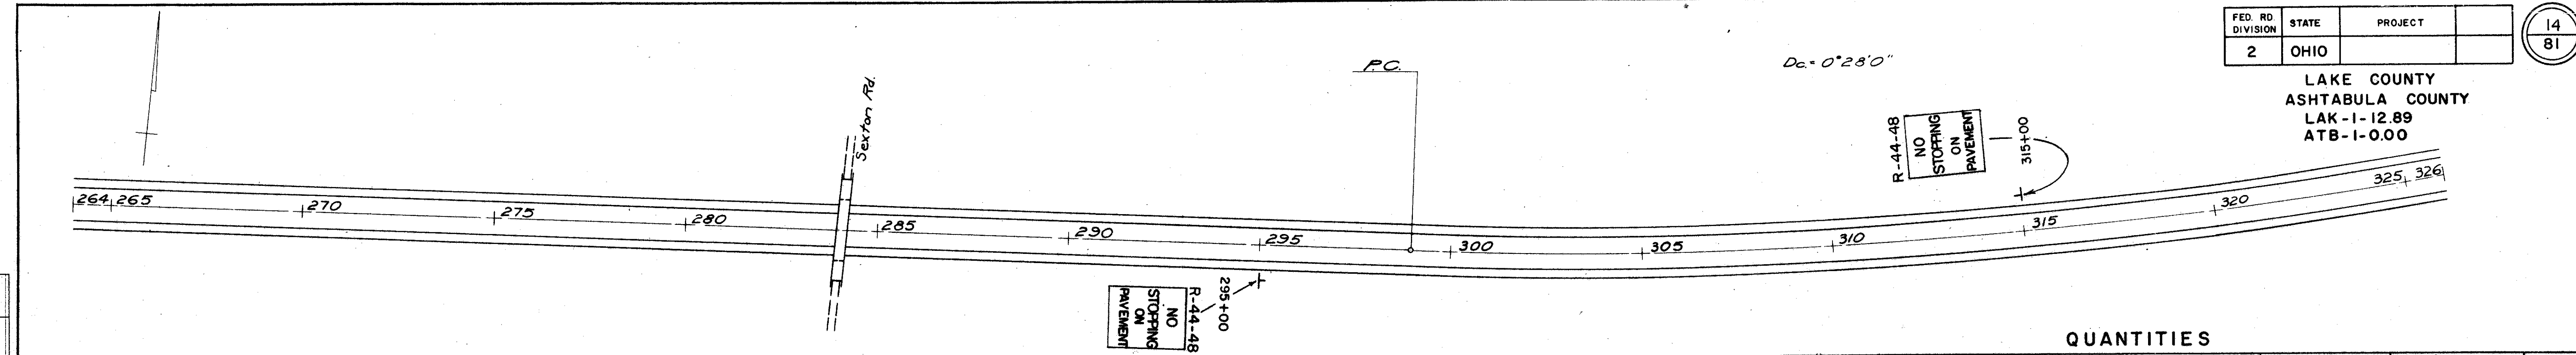 FED. RD. DIVISION
STATE
PROJECT
2
OHIO
14
81
LAKE COUNTY
ASHTABULA COUNTY
LAK-1-12.89
ATB-1-0.00
P.C.
Dc.= 0°28'0"
Sexton Rd.
R-44-48
NO
STOPPING
ON
PAVEMENT
315+00
264 265 270 275 280 285 290 295 300 305 310 315 320 325 326
295+00
R-44-48
NO
STOPPING
ON
PAVEMENT
QUANTITIES